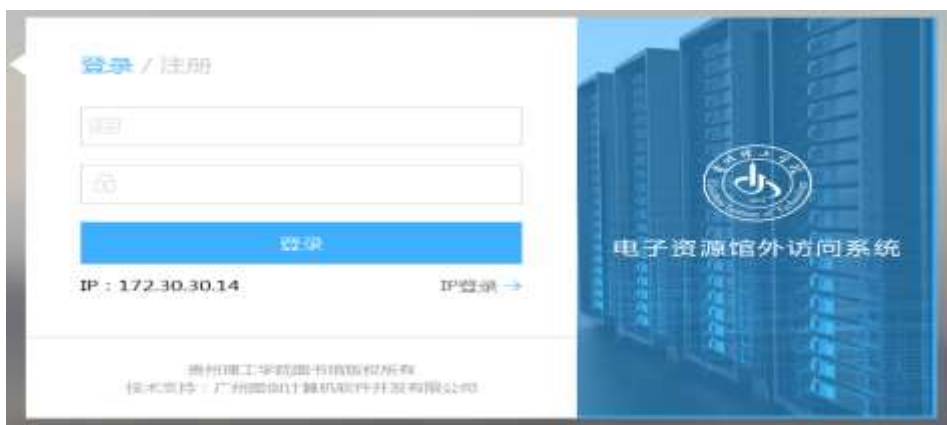 登录 / 注册
登录
IP : 172.30.30.14
IP登录 →
贵州理工学院图书馆版权所有
技术支持：广州图创计算机软件开发有限公司
电子资源馆外访问系统